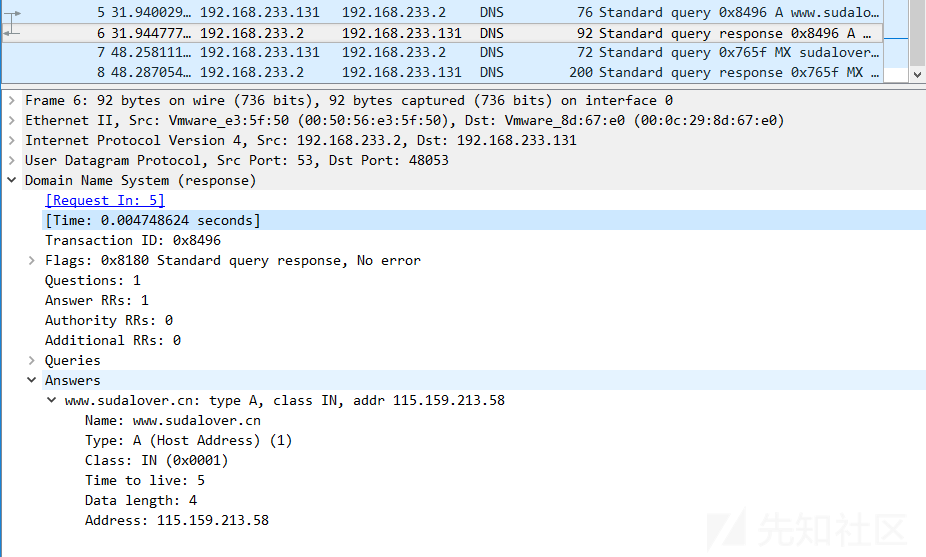 5 31.940029… 192.168.233.131 192.168.233.2 DNS 76 Standard query 0x8496 A www.sudalo…
6 31.944777… 192.168.233.2 192.168.233.131 DNS 92 Standard query response 0x8496 A …
7 48.258111… 192.168.233.131 192.168.233.2 DNS 72 Standard query 0x765f MX sudalover…
8 48.287054… 192.168.233.2 192.168.233.131 DNS 200 Standard query response 0x765f MX …
Frame 6: 92 bytes on wire (736 bits), 92 bytes captured (736 bits) on interface 0
Ethernet II, Src: Vmware_e3:5f:50 (00:50:56:e3:5f:50), Dst: Vmware_8d:67:e0 (00:0c:29:8d:67:e0)
Internet Protocol Version 4, Src: 192.168.233.2, Dst: 192.168.233.131
User Datagram Protocol, Src Port: 53, Dst Port: 48053
Domain Name System (response)
[Request In: 5]
[Time: 0.004748624 seconds]
Transaction ID: 0x8496
Flags: 0x8180 Standard query response, No error
Questions: 1
Answer RRs: 1
Authority RRs: 0
Additional RRs: 0
Queries
Answers
www.sudalover.cn: type A, class IN, addr 115.159.213.58
Name: www.sudalover.cn
Type: A (Host Address) (1)
Class: IN (0x0001)
Time to live: 5
Data length: 4
Address: 115.159.213.58
先知社区